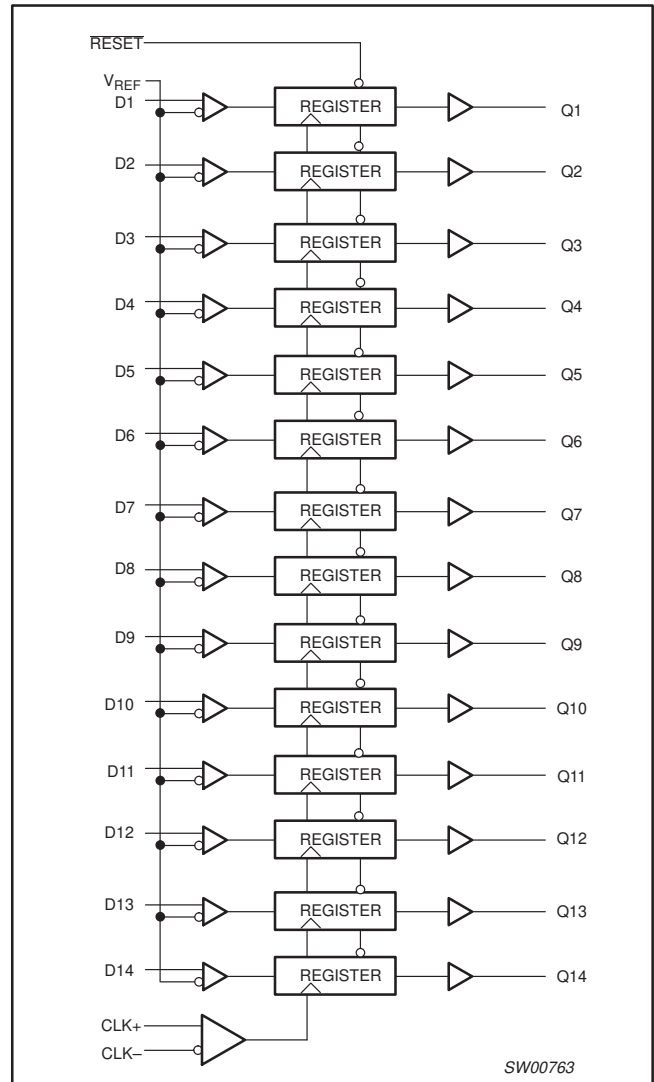 RESET
VREF
D1 REGISTER Q1
D2 REGISTER Q2
D3 REGISTER Q3
D4 REGISTER Q4
D5 REGISTER Q5
D6 REGISTER Q6
D7 REGISTER Q7
D8 REGISTER Q8
D9 REGISTER Q9
D10 REGISTER Q10
D11 REGISTER Q11
D12 REGISTER Q12
D13 REGISTER Q13
D14 REGISTER Q14
CLK+
CLK–
SW00763